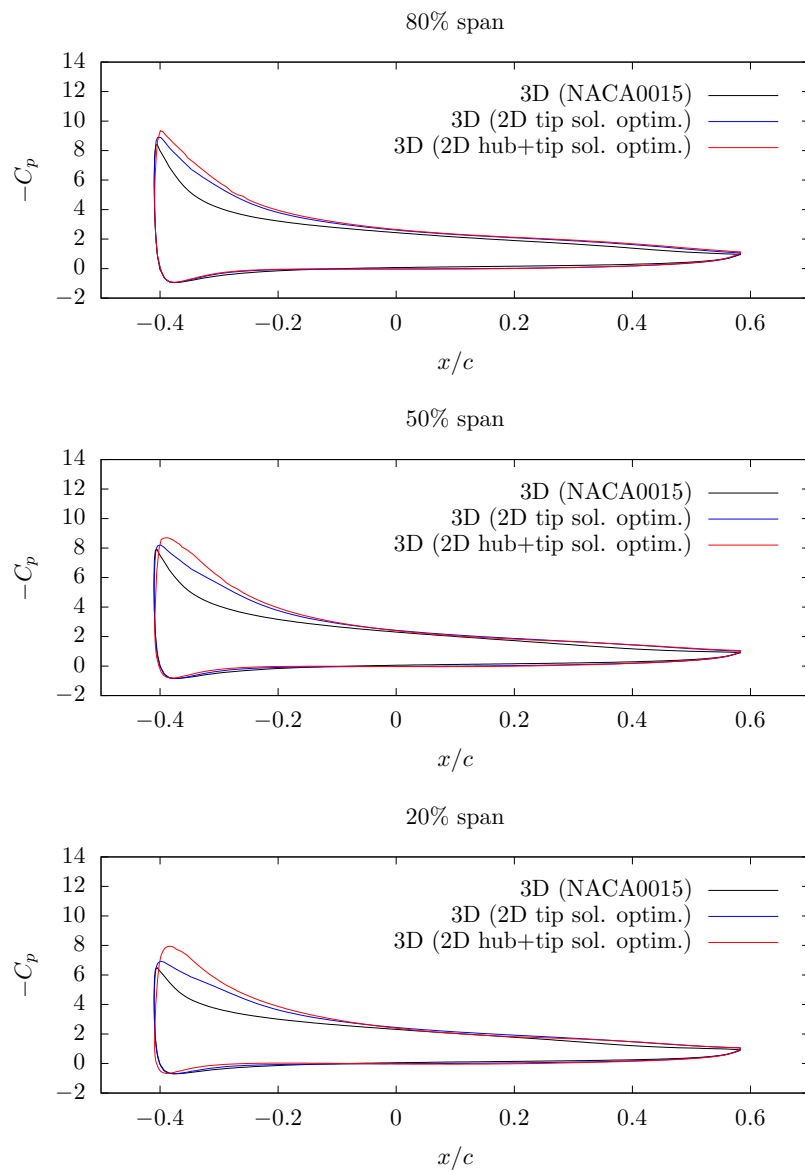 80% span
14
12
10
8
6
4
2
0
−2
−C_p
3D (NACA0015)
3D (2D tip sol. optim.)
3D (2D hub+tip sol. optim.)
−0.4 −0.2 0 0.2 0.4 0.6
x/c
50% span
14
12
10
8
6
4
2
0
−2
−C_p
3D (NACA0015)
3D (2D tip sol. optim.)
3D (2D hub+tip sol. optim.)
−0.4 −0.2 0 0.2 0.4 0.6
x/c
20% span
14
12
10
8
6
4
2
0
−2
−C_p
3D (NACA0015)
3D (2D tip sol. optim.)
3D (2D hub+tip sol. optim.)
−0.4 −0.2 0 0.2 0.4 0.6
x/c